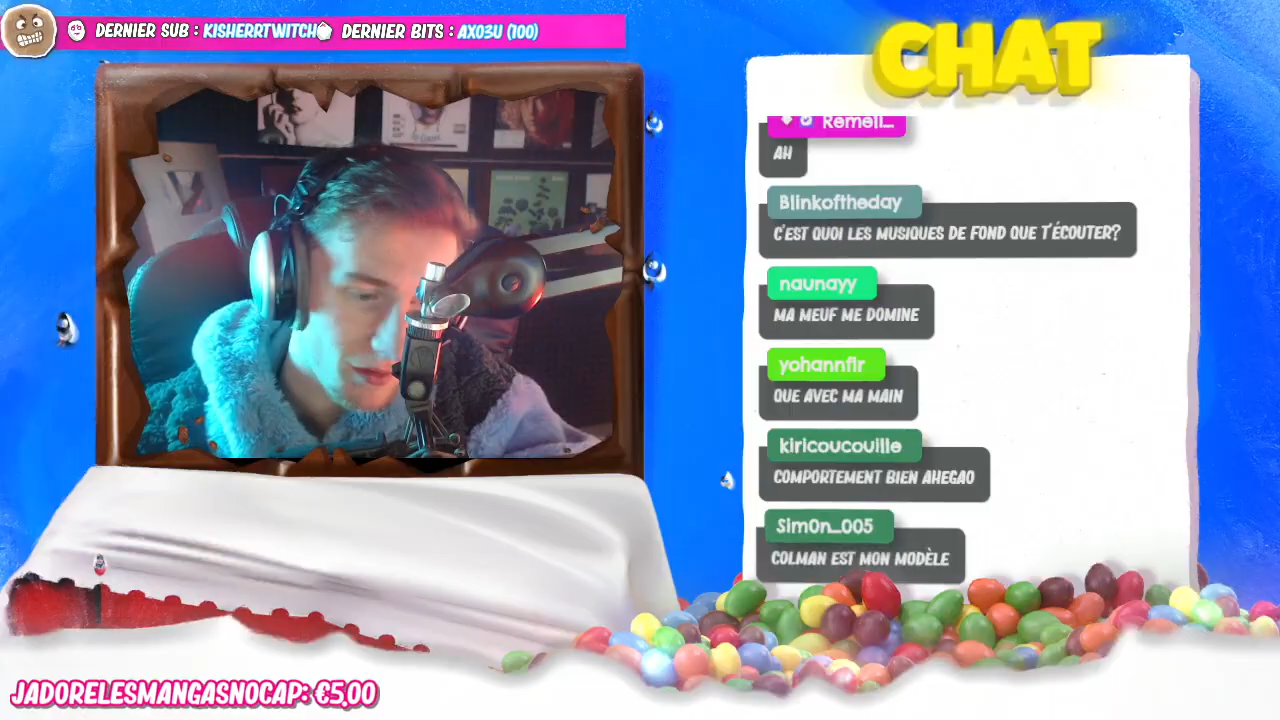 DERNIER SUB : KISHERRTWITCH DERNIER BITS : AXO3U (100)
CHAT
AH
Blinkoftheday
C'EST QUOI LES MUSIQUES DE FOND QUE T'ÉCOUTER?
naunayy
MA MEUF ME DOMINE
yohannflr
QUE AVEC MA MAIN
kiricoucouille
COMPORTEMENT BIEN AHEGAO
Sim0n_005
COLMAN EST MON MODÈLE
JADORELESMANGASNOCAP: €5,00